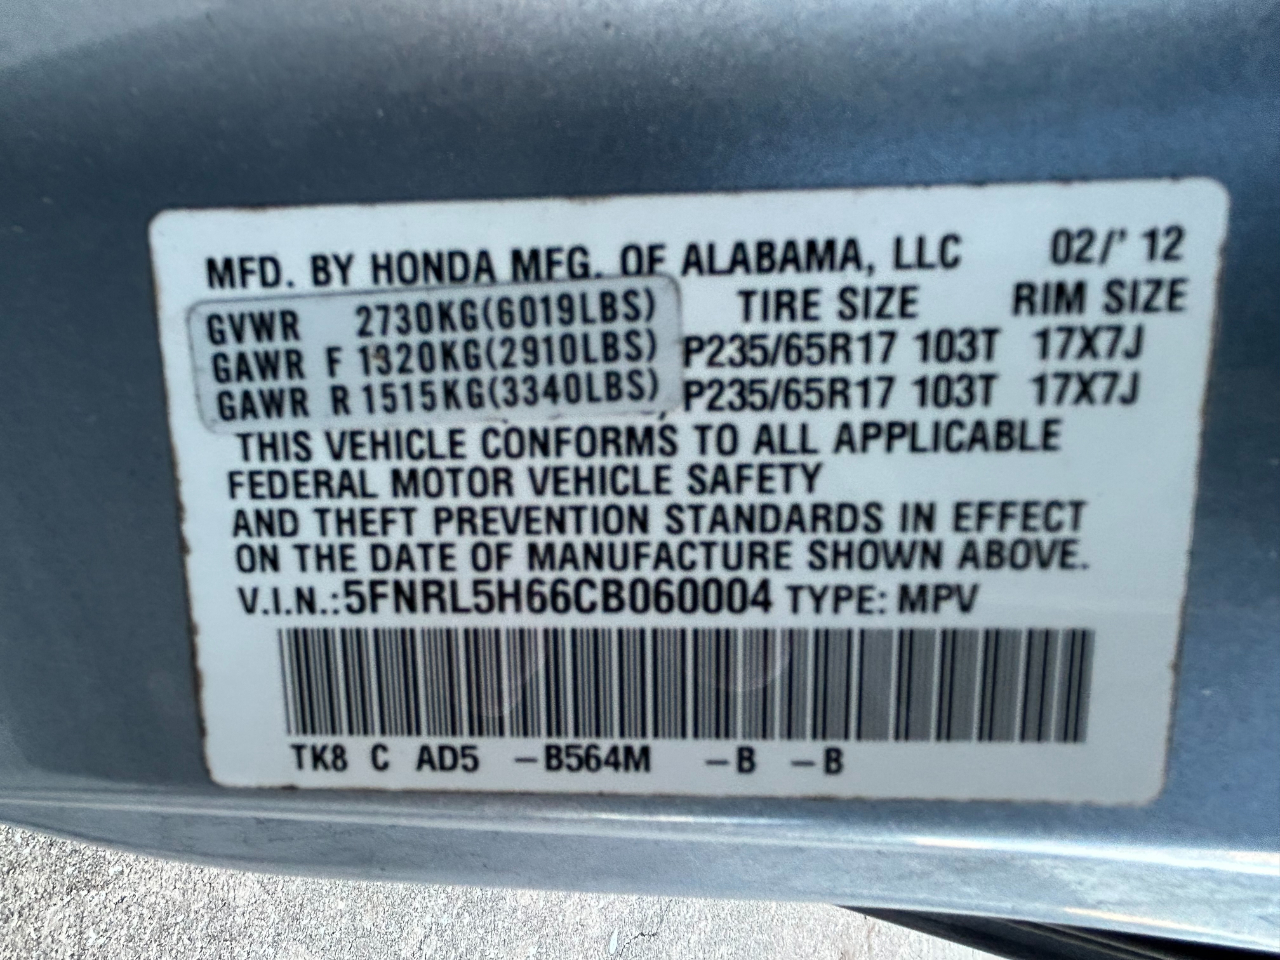 MFD. BY HONDA MFG. OF ALABAMA, LLC 02/' 12
GVWR 2730KG(6019LBS) TIRE SIZE RIM SIZE
GAWR F 1320KG(2910LBS) P235/65R17 103T 17X7J
GAWR R 1515KG(3340LBS) P235/65R17 103T 17X7J
THIS VEHICLE CONFORMS TO ALL APPLICABLE
FEDERAL MOTOR VEHICLE SAFETY
AND THEFT PREVENTION STANDARDS IN EFFECT
ON THE DATE OF MANUFACTURE SHOWN ABOVE.
V.I.N.:5FNRL5H66CB060004 TYPE: MPV
TK8 C AD5 –B564M –B –B